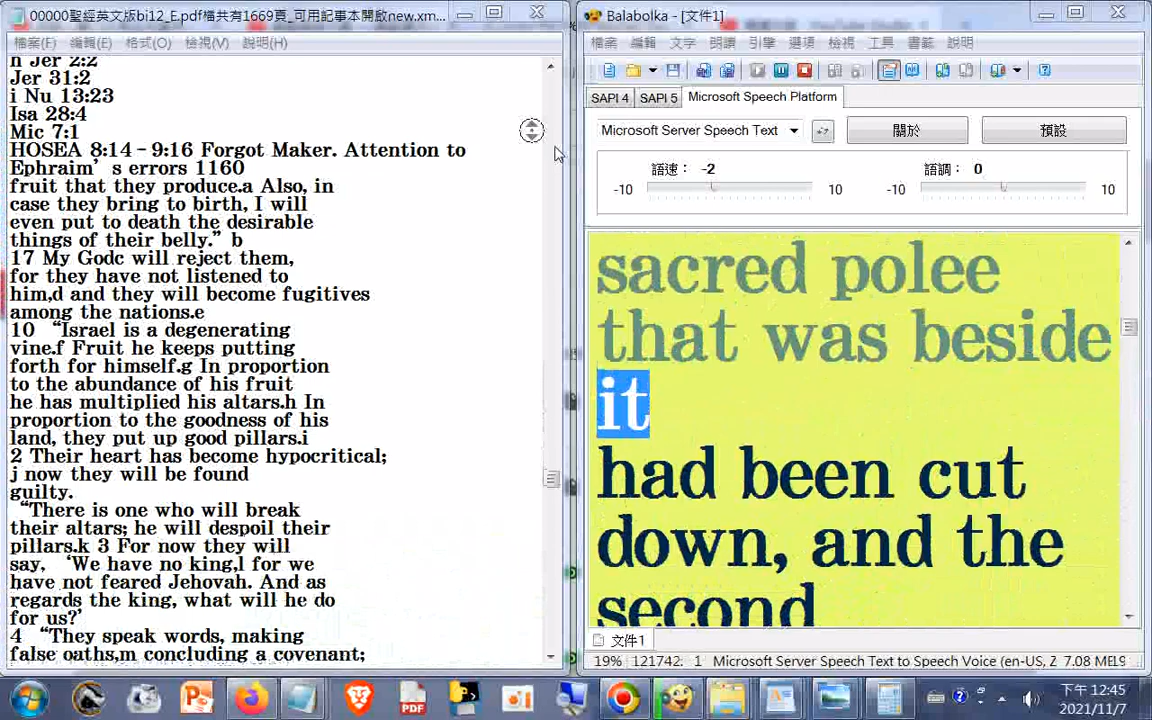 00000聖經英文版bi12_E.pdf檔共有1669頁_可用記事本開啟new.xm...
檔案(F) 編輯(E) 格式(O) 檢視(V) 說明(H)
n Jer 2:2
Jer 31:2
i Nu 13:23
Isa 28:4
Mic 7:1
HOSEA 8:14–9:16 Forgot Maker. Attention to
Ephraim’s errors 1160
fruit that they produce.a Also, in
case they bring to birth, I will
even put to death the desirable
things of their belly.” b
17 My Godc will reject them,
for they have not listened to
him,d and they will become fugitives
among the nations.e
10 “Israel is a degenerating
vine.f Fruit he keeps putting
forth for himself.g In proportion
to the abundance of his fruit
he has multiplied his altars.h In
proportion to the goodness of his
land, they put up good pillars.i
2 Their heart has become hypocritical;
j now they will be found
guilty.
“There is one who will break
their altars; he will despoil their
pillars.k 3 For now they will
say, ‘We have no king,l for we
have not feared Jehovah. And as
regards the king, what will he do
for us?’
4 “They speak words, making
false oaths,m concluding a covenant;
Balabolka - [文件1]
檔案 編輯 文字 朗讀 引擎 選項 檢視 工具 書籤 說明
SAPI 4 SAPI 5 Microsoft Speech Platform
Microsoft Server Speech Text 關於 預設
語速： -2 語調： 0
-10 10 -10 10
sacred polee
that was beside
it
had been cut
down, and the
second
文件1
19% 121742: 1 Microsoft Server Speech Text to Speech Voice (en-US, Z 7.08 MEL9
PDF
下午 12:45
2021/11/7